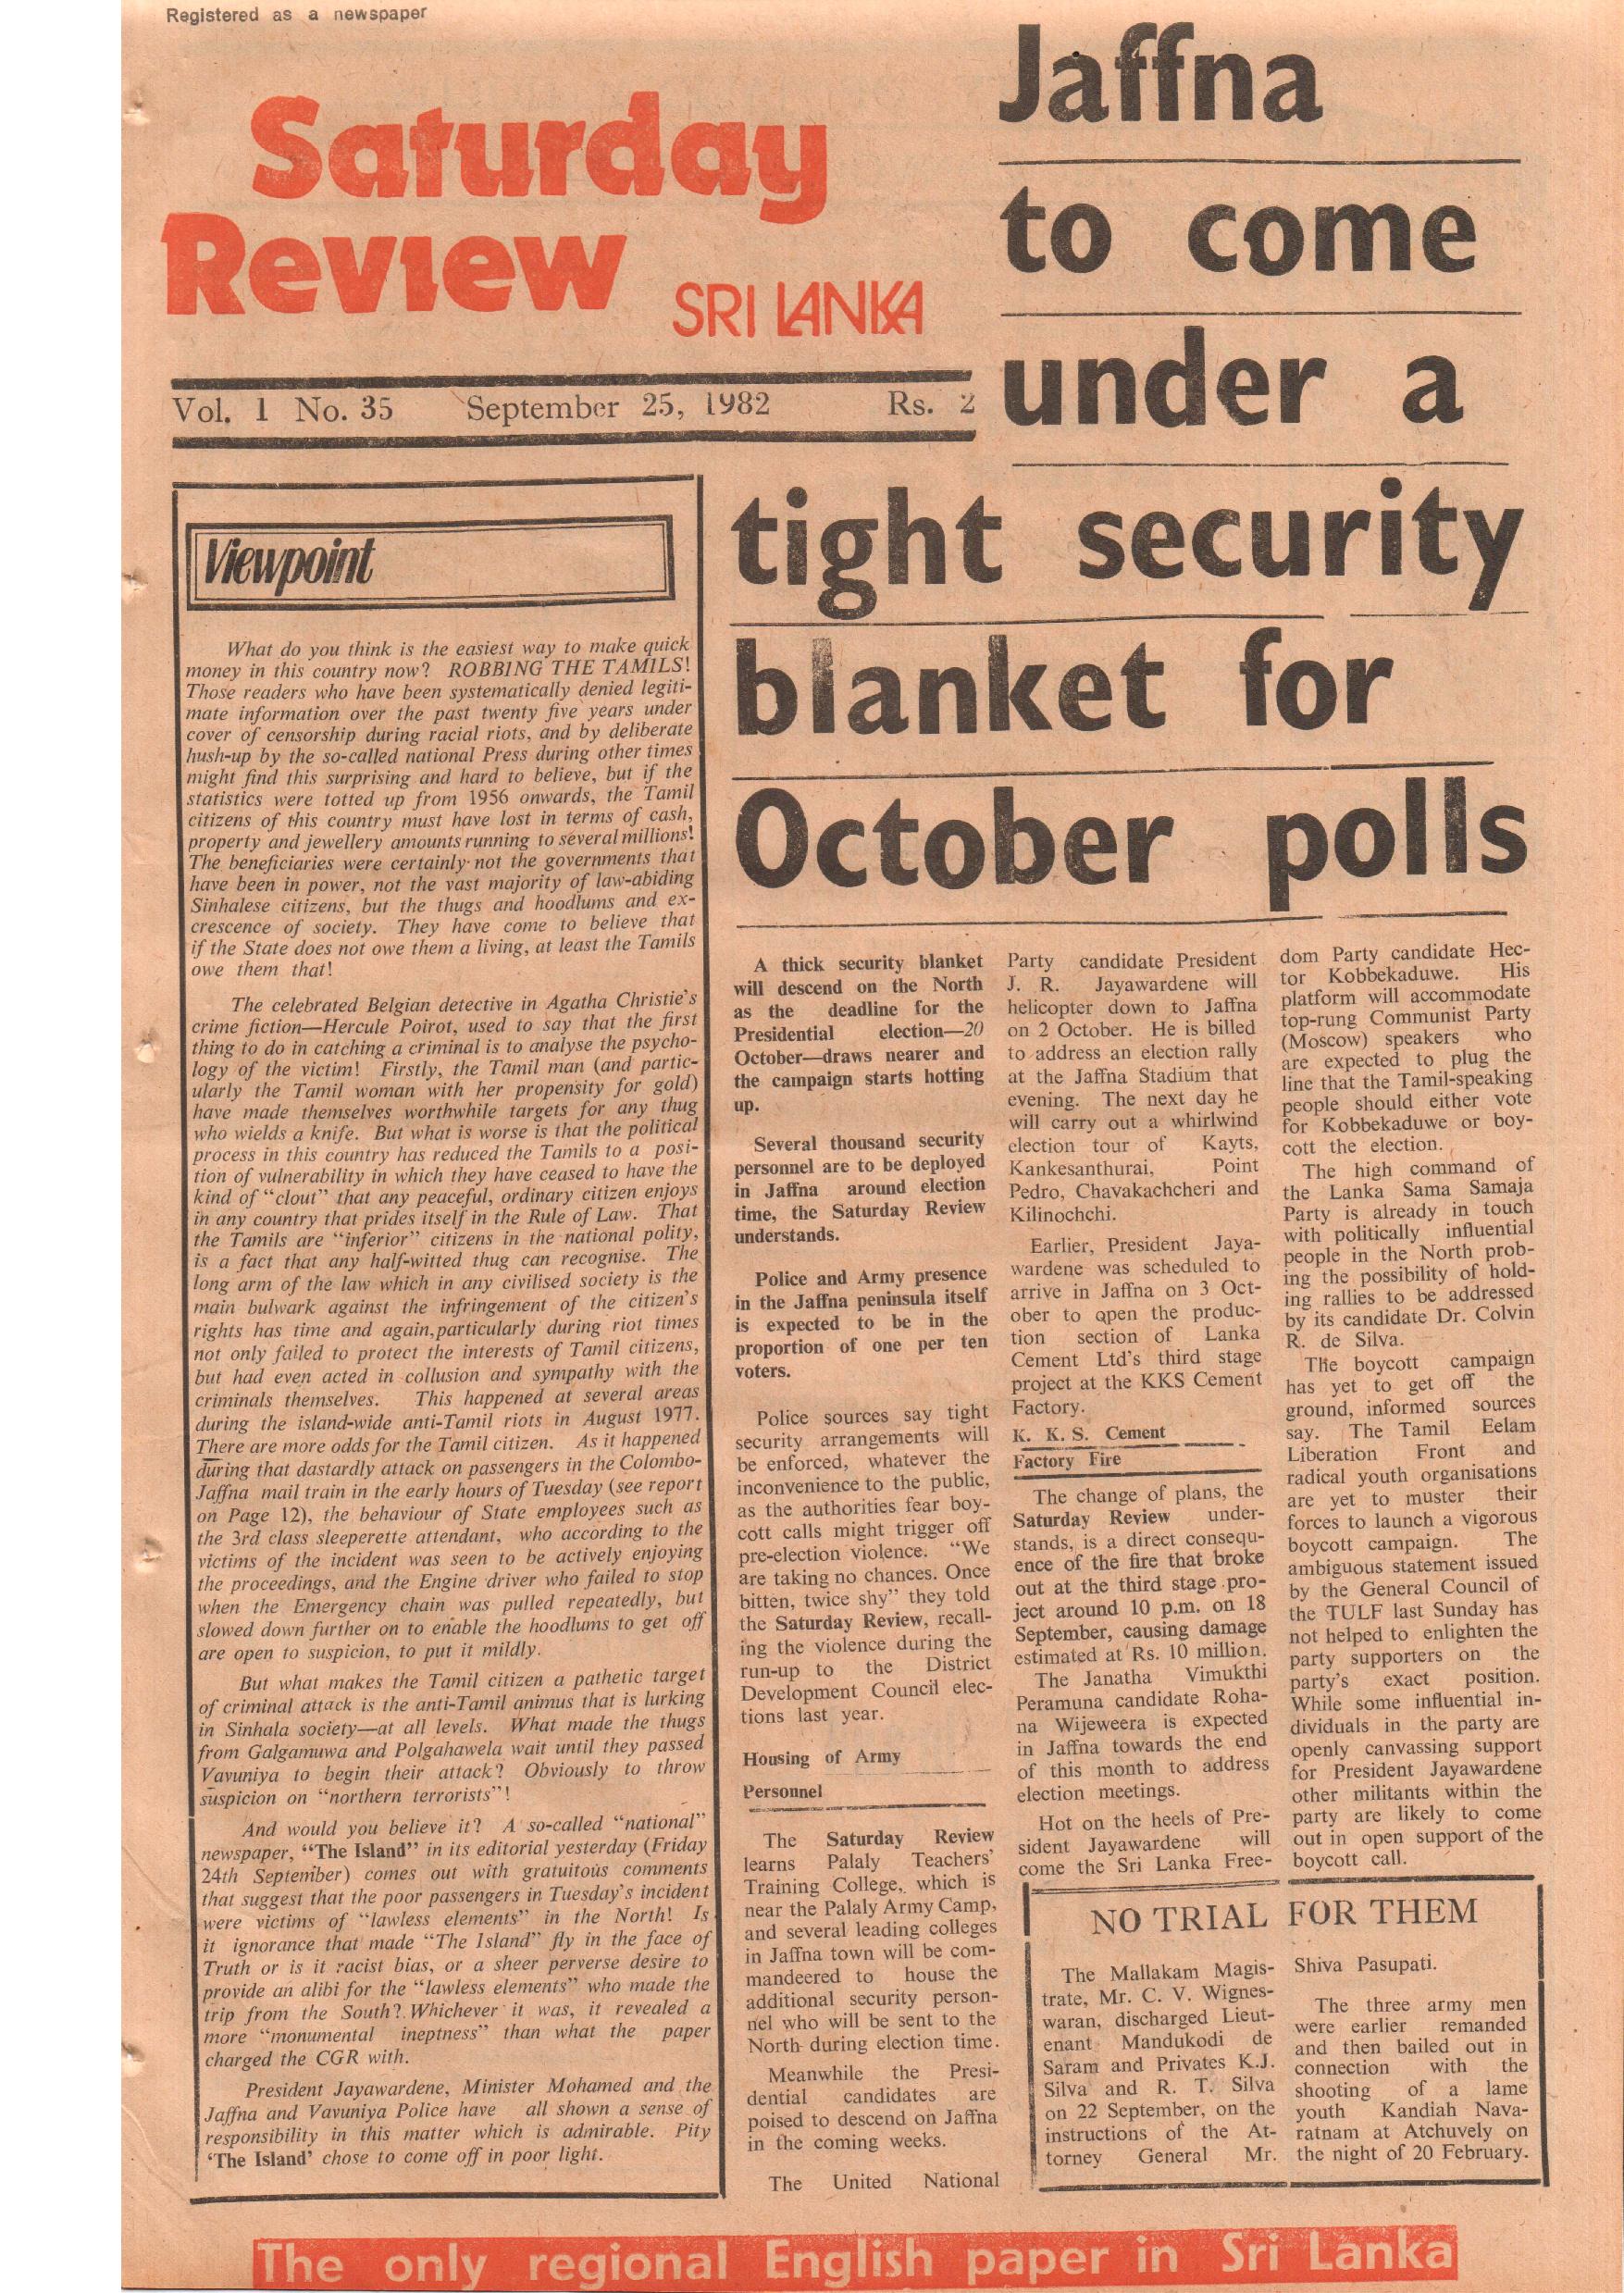 Registered as a newspaper
Saturday
Review
SRI LANKA
Vol. 1 No. 35 September 25, 1982 Rs. 2
Jaffna
to come
under a
tight security
blanket for
October polls
Viewpoint
What do you think is the easiest way to make quick
money in this country now? ROBBING THE TAMILS!
Those readers who have been systematically denied legiti-
mate information over the past twenty five years under
cover of censorship during racial riots, and by deliberate
hush-up by the so-called national Press during other times
might find this surprising and hard to believe, but if the
statistics were totted up from 1956 onwards, the Tamil
citizens of this country must have lost in terms of cash,
property and jewellery amounts running to several millions!
The beneficiaries were certainly not the governments that
have been in power, not the vast majority of law-abiding
Sinhalese citizens, but the thugs and hoodlums and ex-
crescence of society. They have come to believe that
if the State does not owe them a living, at least the Tamils
owe them that!
The celebrated Belgian detective in Agatha Christie's
crime fiction—Hercule Poirot, used to say that the first
thing to do in catching a criminal is to analyse the psycho-
logy of the victim! Firstly, the Tamil man (and partic-
ularly the Tamil woman with her propensity for gold)
have made themselves worthwhile targets for any thug
who wields a knife. But what is worse is that the political
process in this country has reduced the Tamils to a posi-
tion of vulnerability in which they have ceased to have the
kind of "clout" that any peaceful, ordinary citizen enjoys
in any country that prides itself in the Rule of Law. That
the Tamils are "inferior" citizens in the national polity,
is a fact that any half-witted thug can recognise. The
long arm of the law which in any civilised society is the
main bulwark against the infringement of the citizen's
rights has time and again, particularly during riot times
not only failed to protect the interests of Tamil citizens,
but had even acted in collusion and sympathy with the
criminals themselves. This happened at several areas
during the island-wide anti-Tamil riots in August 1977.
There are more odds for the Tamil citizen. As it happened
during that dastardly attack on passengers in the Colombo-
Jaffna mail train in the early hours of Tuesday (see report
on Page 12), the behaviour of State employees such as
the 3rd class sleeperette attendant, who according to the
victims of the incident was seen to be actively enjoying
the proceedings, and the Engine driver who failed to stop
when the Emergency chain was pulled repeatedly, but
slowed down further on to enable the hoodlums to get off
are open to suspicion, to put it mildly.
But what makes the Tamil citizen a pathetic target
of criminal attack is the anti-Tamil animus that is lurking
in Sinhala society—at all levels. What made the thugs
from Galgamuwa and Polgahawela wait until they passed
Vavuniya to begin their attack? Obviously to throw
suspicion on "northern terrorists"!
And would you believe it? A so-called "national"
newspaper, "The Island" in its editorial yesterday (Friday
24th September) comes out with gratuitous comments
that suggest that the poor passengers in Tuesday's incident
were victims of "lawless elements" in the North! Is
it ignorance that made "The Island" fly in the face of
Truth or is it racist bias, or a sheer perverse desire to
provide an alibi for the "lawless elements" who made the
trip from the South? Whichever it was, it revealed a
more "monumental ineptness" than what the paper
charged the CGR with.
President Jayawardene, Minister Mohamed and the
Jaffna and Vavuniya Police have all shown a sense of
responsibility in this matter which is admirable. Pity
'The Island' chose to come off in poor light.
A thick security blanket
will descend on the North
as the deadline for the
Presidential election—20
October—draws nearer and
the campaign starts hotting
up.
Several thousand security
personnel are to be deployed
in Jaffna around election
time, the Saturday Review
understands.
Police and Army presence
in the Jaffna peninsula itself
is expected to be in the
proportion of one per ten
voters.
Police sources say tight
security arrangements will
be enforced, whatever the
inconvenience to the public,
as the authorities fear boy-
cott calls might trigger off
pre-election violence. "We
are taking no chances. Once
bitten, twice shy" they told
the Saturday Review, recall-
ing the violence during the
run-up to the District
Development Council elec-
tions last year.
Housing of Army
Personnel
The Saturday Review
learns Palaly Teachers'
Training College, which is
near the Palaly Army Camp,
and several leading colleges
in Jaffna town will be com-
mandeered to house the
additional security person-
nel who will be sent to the
North during election time.
Meanwhile the Presi-
dential candidates are
poised to descend on Jaffna
in the coming weeks.
The United National
Party candidate President
J. R. Jayawardene will
helicopter down to Jaffna
on 2 October. He is billed
to address an election rally
at the Jaffna Stadium that
evening. The next day he
will carry out a whirlwind
election tour of Kayts,
Kankesanthurai, Point
Pedro, Chavakachcheri and
Kilinochchi.
Earlier, President Jaya-
wardene was scheduled to
arrive in Jaffna on 3 Oct-
ober to open the produc-
tion section of Lanka
Cement Ltd's third stage
project at the KKS Cement
Factory.
K. K. S. Cement
Factory Fire
The change of plans, the
Saturday Review under-
stands, is a direct consequ-
ence of the fire that broke
out at the third stage pro-
ject around 10 p.m. on 18
September, causing damage
estimated at Rs. 10 million.
The Janatha Vimukthi
Peramuna candidate Roha-
na Wijeweera is expected
in Jaffna towards the end
of this month to address
election meetings.
Hot on the heels of Pre-
sident Jayawardene will
come the Sri Lanka Free-
dom Party candidate Hec-
tor Kobbekaduwe. His
platform will accommodate
top-rung Communist Party
(Moscow) speakers who
are expected to plug the
line that the Tamil-speaking
people should either vote
for Kobbekaduwe or boy-
cott the election.
The high command of
the Lanka Sama Samaja
Party is already in touch
with politically influential
people in the North prob-
ing the possibility of hold-
ing rallies to be addressed
by its candidate Dr. Colvin
R. de Silva.
The boycott campaign
has yet to get off the
ground, informed sources
say. The Tamil Eelam
Liberation Front and
radical youth organisations
are yet to muster their
forces to launch a vigorous
boycott campaign. The
ambiguous statement issued
by the General Council of
the TULF last Sunday has
not helped to enlighten the
party supporters on the
party's exact position.
While some influential in-
dividuals in the party are
openly canvassing support
for President Jayawardene
other militants within the
party are likely to come
out in open support of the
boycott call.
NO TRIAL FOR THEM
The Mallakam Magis-
trate, Mr. C. V. Wignes-
waran, discharged Lieut-
enant Mandukodi de
Saram and Privates K.J.
Silva and R. T. Silva
on 22 September, on the
instructions of the At-
torney General Mr.
Shiva Pasupati.
The three army men
were earlier remanded
and then bailed out in
connection with the
shooting of a lame
youth Kandiah Nava-
ratnam at Atchuvely on
the night of 20 February.
The only regional English paper in Sri Lanka